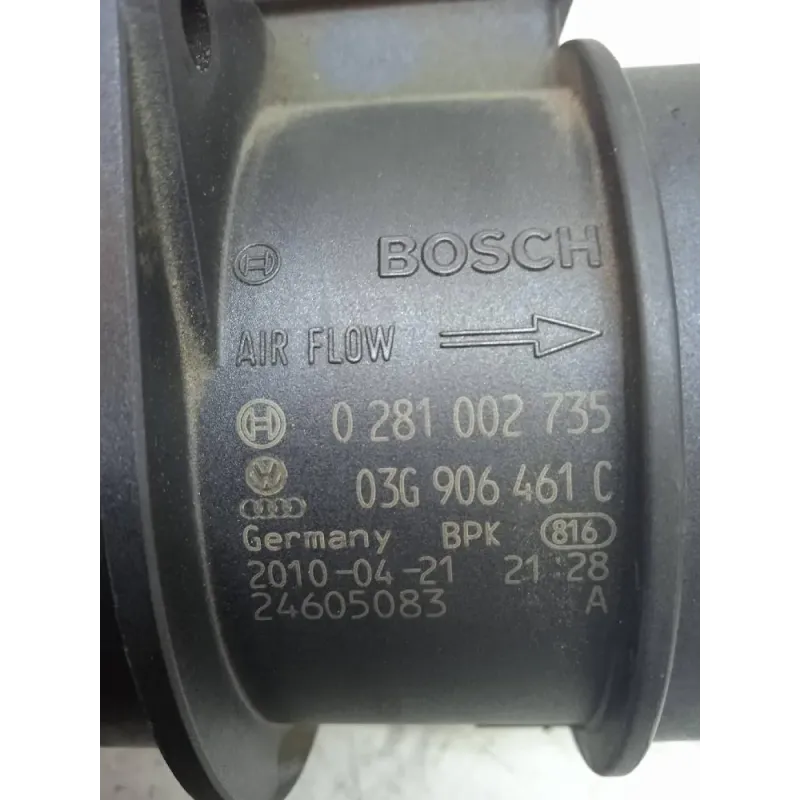 BOSCH
AIR FLOW
0 281 002 735
03G 906 461 C
Germany BPK 816
2010-04-21 21 28
24605083 A